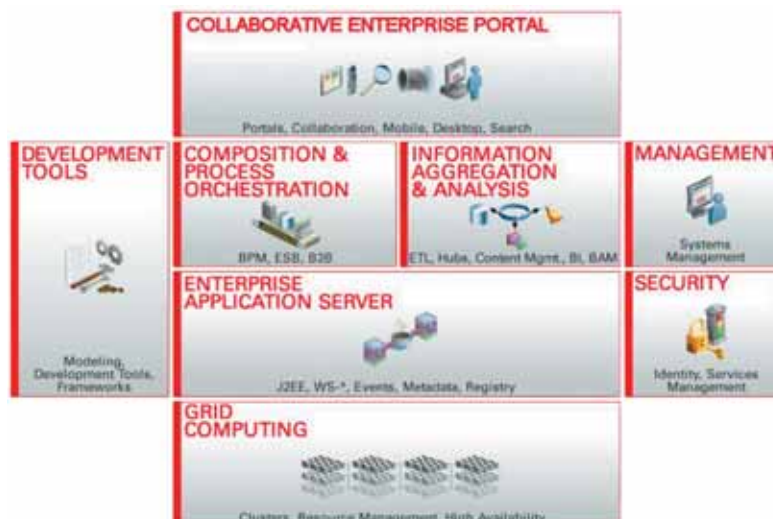 COLLABORATIVE ENTERPRISE PORTAL
Portals, Collaboration, Mobile, Desktop, Search
DEVELOPMENT
TOOLS
Modeling,
Development Tools,
Frameworks
COMPOSITION &
PROCESS
ORCHESTRATION
BPM, ESB, B2B
INFORMATION
AGGREGATION
& ANALYSIS
ETL, Hubs, Content Mgmt., BI, BAM
MANAGEMENT
Systems
Management
ENTERPRISE
APPLICATION SERVER
J2EE, WS-*, Events, Metadata, Registry
SECURITY
Identity, Services
Management
GRID
COMPUTING
Clusters, Resource Management, High Availability